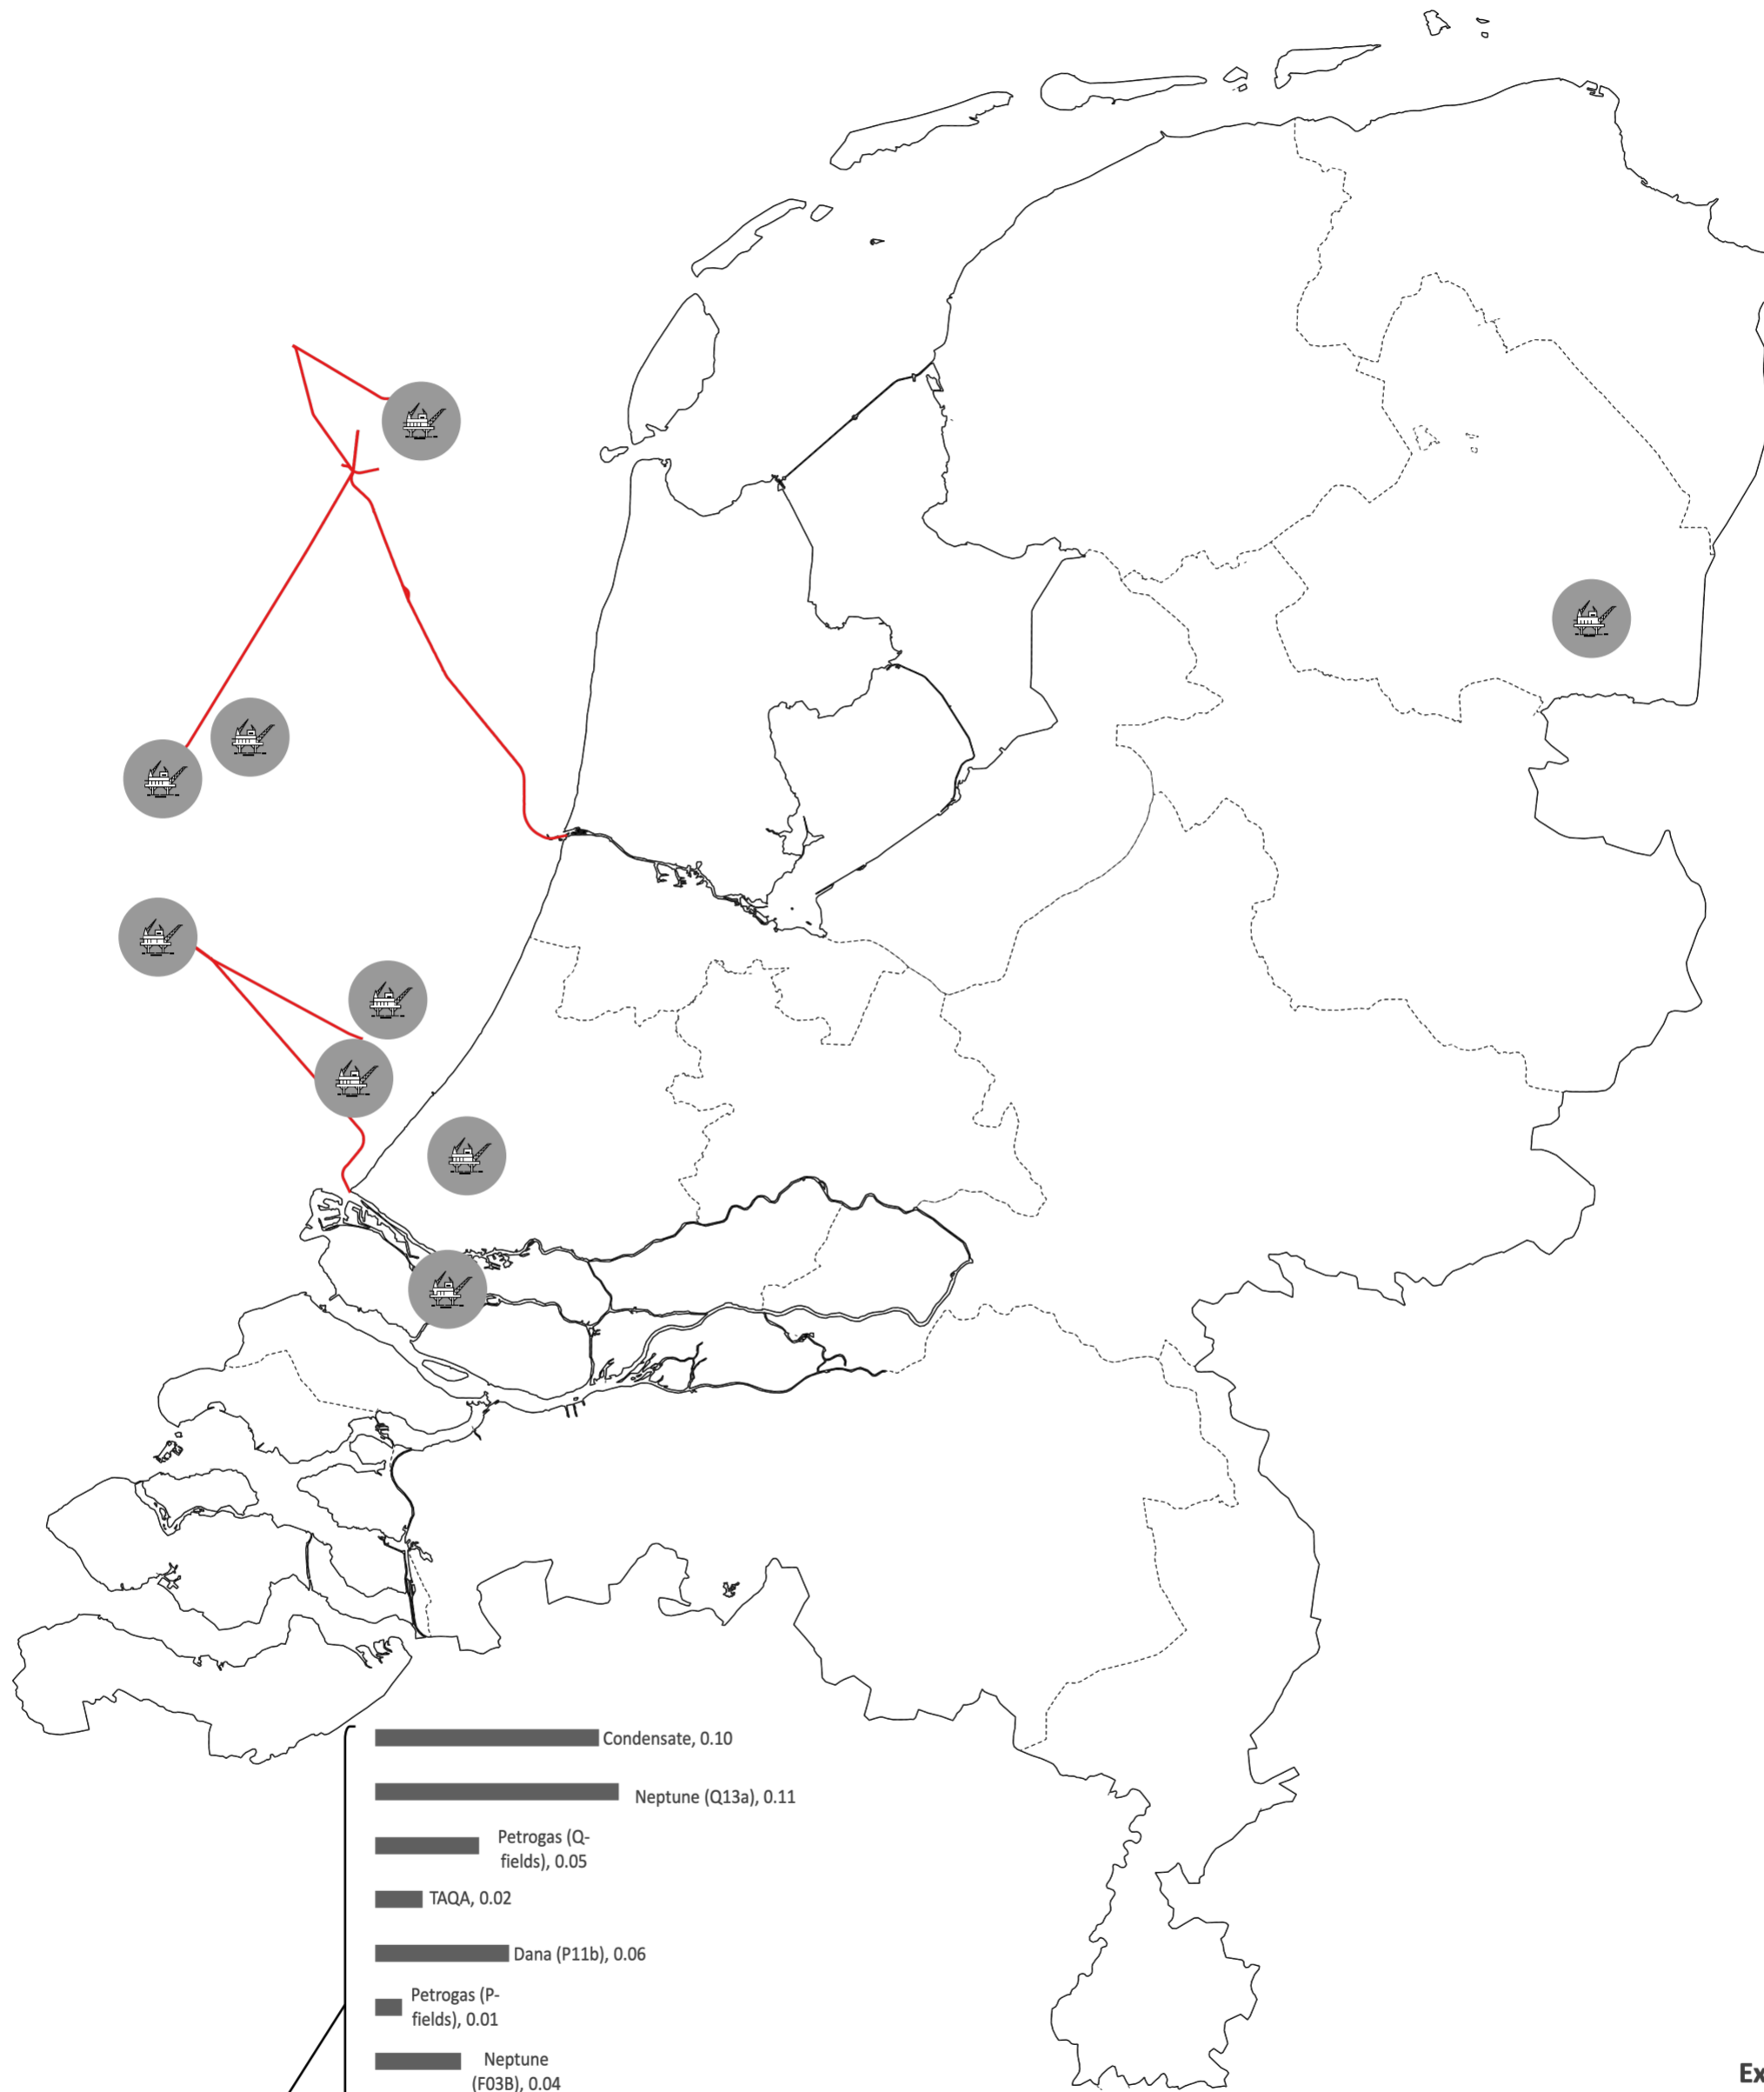 Condensate, 0.10
Neptune (Q13a), 0.11
Petrogas (Q-
fields), 0.05
TAQA, 0.02
Dana (P11b), 0.06
Petrogas (P-
fields), 0.01
Neptune
(F03B), 0.04
Ex